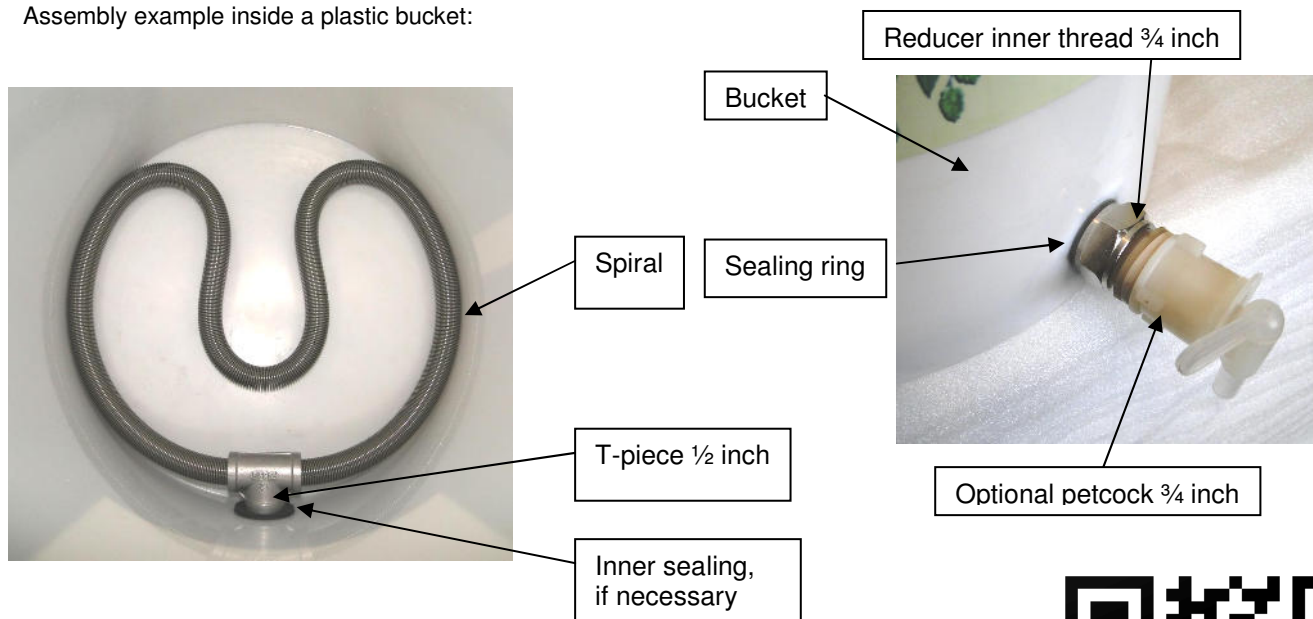 Assembly example inside a plastic bucket:
Reducer inner thread ¾ inch
Bucket
Spiral
Sealing ring
T-piece ½ inch
Optional petcock ¾ inch
Inner sealing,
if necessary